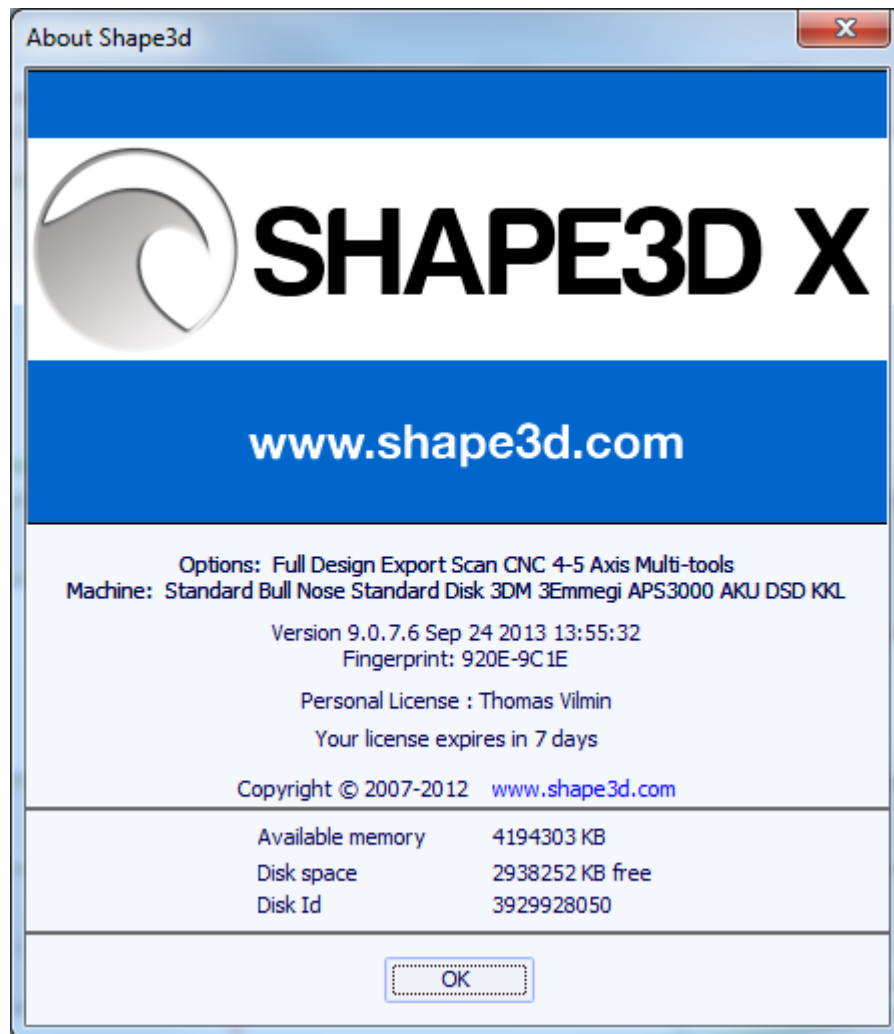 About Shape3d
SHAPE3D X
www.shape3d.com
Options: Full Design Export Scan CNC 4-5 Axis Multi-tools
Machine: Standard Bull Nose Standard Disk 3DM 3Emmegi APS3000 AKU DSD KKL
Version 9.0.7.6 Sep 24 2013 13:55:32
Fingerprint: 920E-9C1E
Personal License : Thomas Vilmin
Your license expires in 7 days
Copyright © 2007-2012 www.shape3d.com
Available memory 4194303 KB
Disk space 2938252 KB free
Disk Id 3929928050
OK